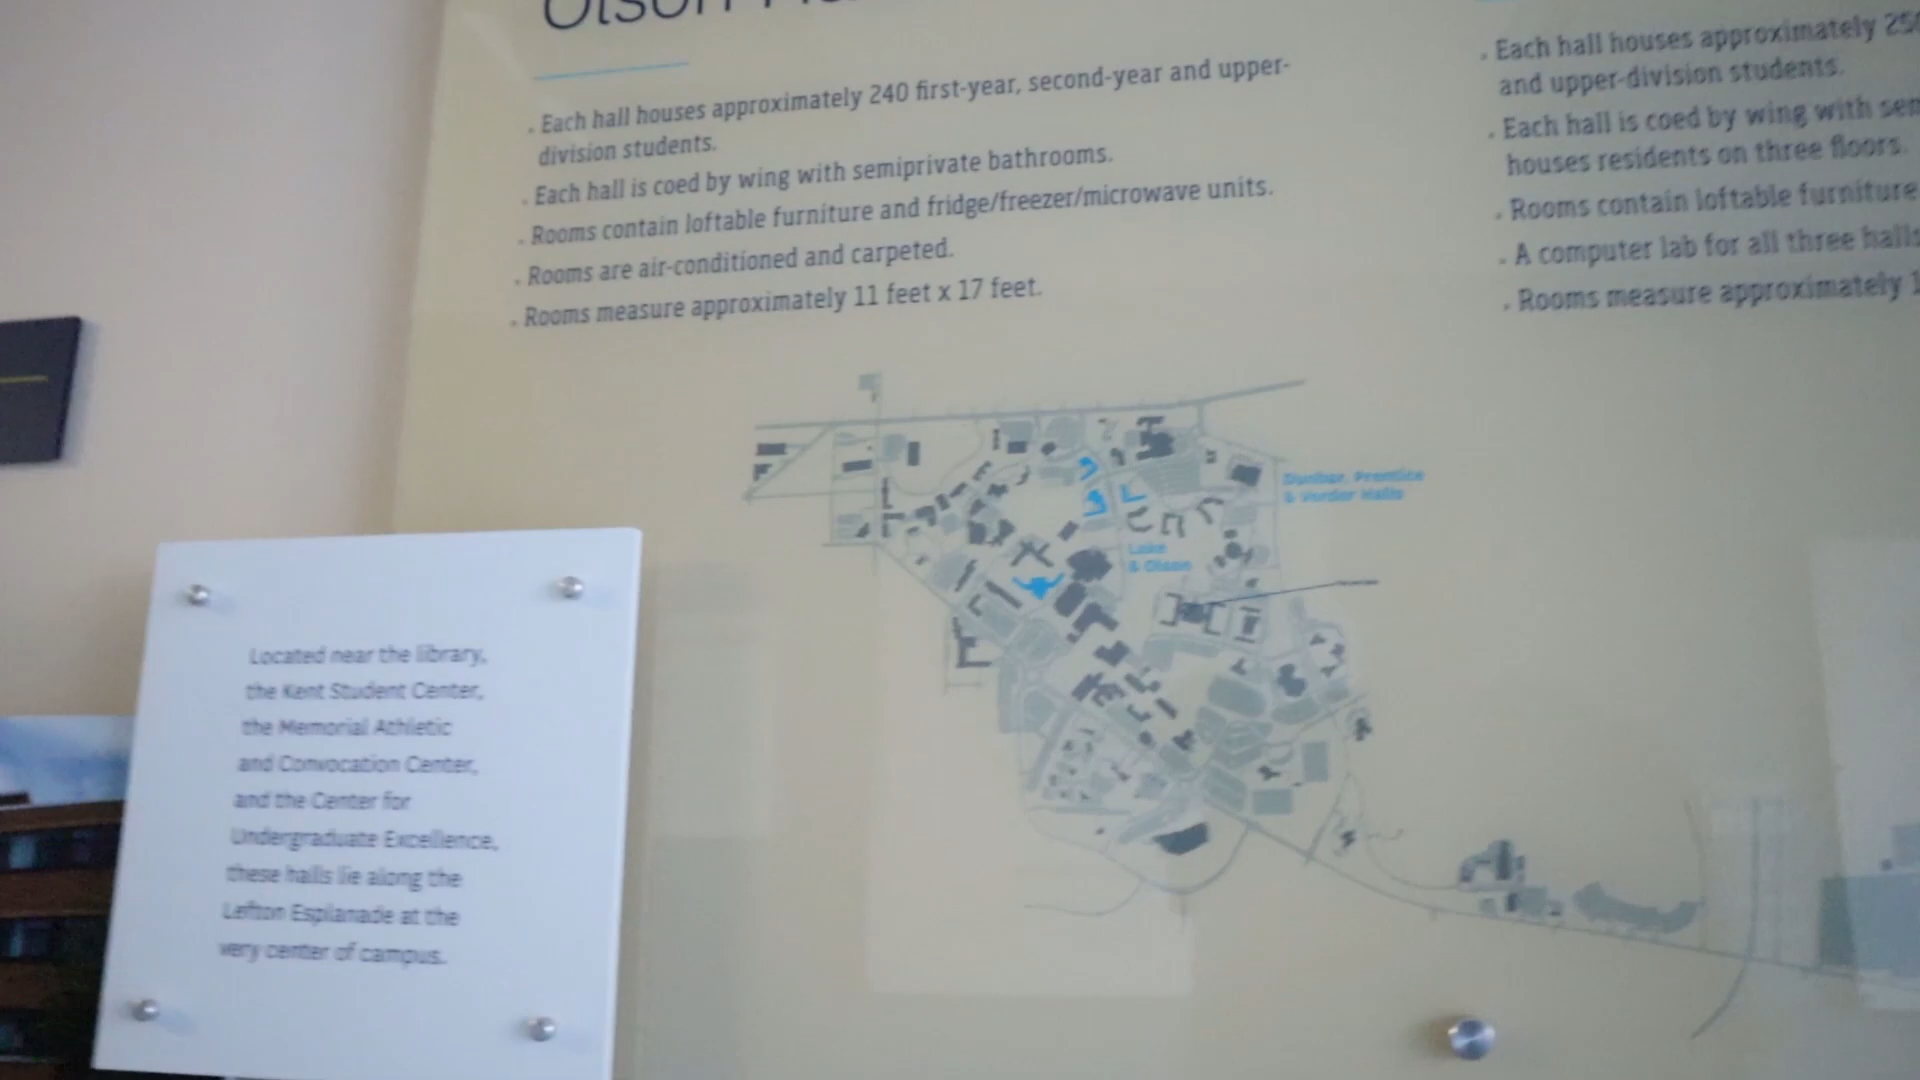 Olson
. Each hall houses approximately 240 first-year, second-year and upper-
division students.
. Each hall is coed by wing with semiprivate bathrooms.
. Rooms contain loftable furniture and fridge/freezer/microwave units.
. Rooms are air-conditioned and carpeted.
. Rooms measure approximately 11 feet x 17 feet.
. Each hall houses approximately
and upper-division students.
. Each hall is coed by wing with
houses residents on three floors.
. Rooms contain loftable furniture
. A computer lab for all three halls
. Rooms measure approximately
Dunbar, Prentice
& Verder Halls
Lake
& Olson
Located near the library,
the Kent Student Center,
the Memorial Athletic
and Convocation Center,
and the Center for
Undergraduate Excellence,
these halls lie along the
Lefton Esplanade at the
very center of campus.